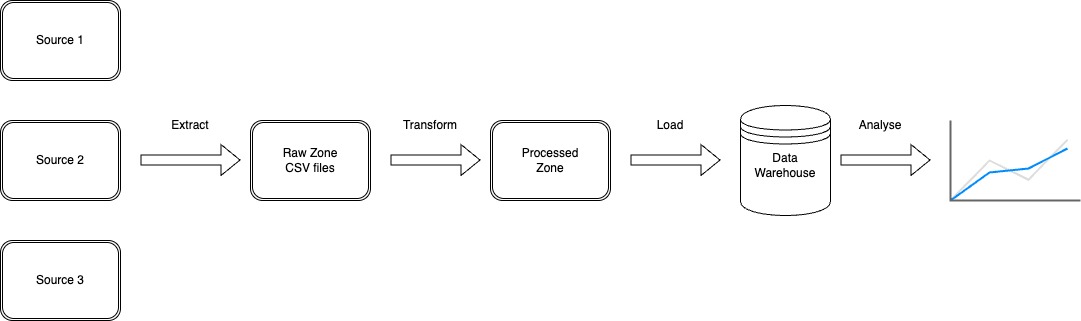 Source 1
Extract
Transform
Load
Analyse
Source 2
Raw Zone
CSV files
Processed
Zone
Data
Warehouse
Source 3